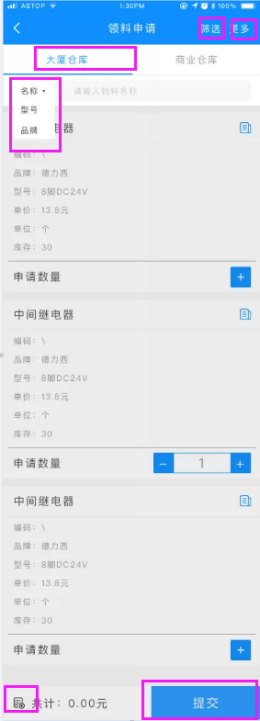 ASTOP 1:30PM 100%
领料申请 筛选 更多
大厦仓库 商业仓库
名称 请输入物料名称
型号
品牌
电器
编码：\
品牌：德力西
型号：8脚DC24V
单价：13.8元
单位：个
库存：30
申请数量 +
中间继电器
编码：\
品牌：德力西
型号：8脚DC24V
单价：13.8元
单位：个
库存：30
申请数量 - 1 +
中间继电器
编码：\
品牌：德力西
型号：8脚DC24V
单价：13.8元
单位：个
库存：30
申请数量 +
共计：0.00元 提交